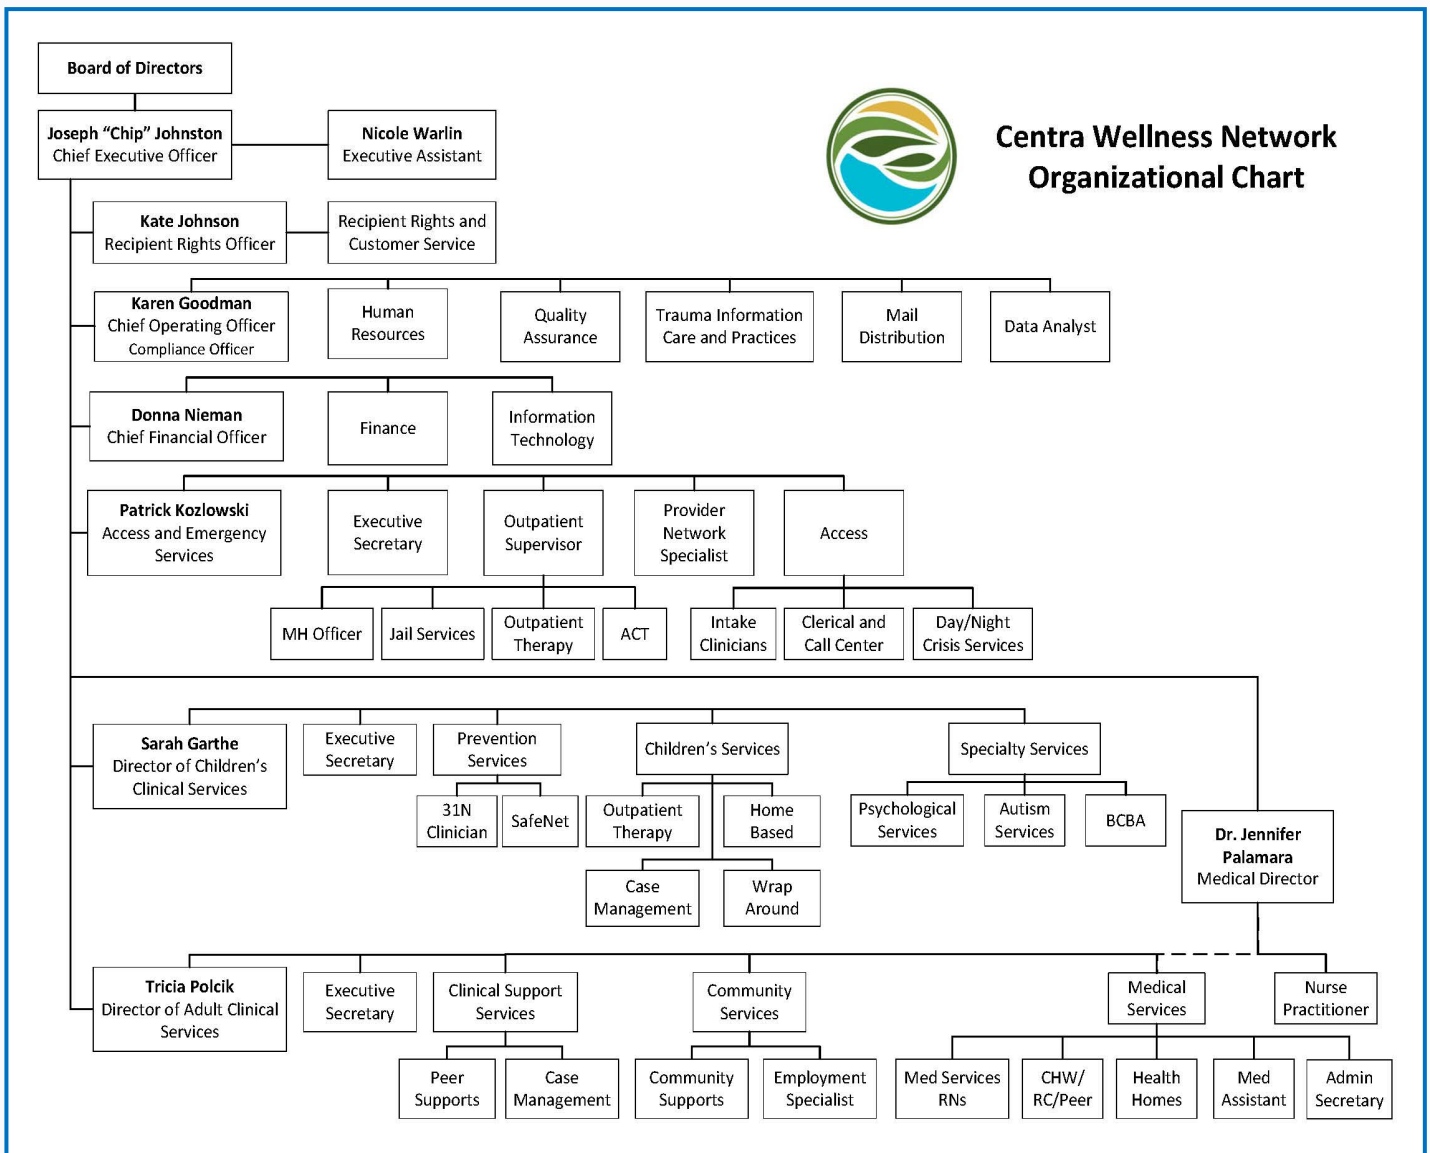 Board of Directors
Joseph “Chip” Johnston
Chief Executive Officer
Nicole Warlin
Executive Assistant
Centra Wellness Network
Organizational Chart
Kate Johnson
Recipient Rights Officer
Recipient Rights and
Customer Service
Karen Goodman
Chief Operating Officer
Compliance Officer
Human
Resources
Quality
Assurance
Trauma Information
Care and Practices
Mail
Distribution
Data Analyst
Donna Nieman
Chief Financial Officer
Finance
Information
Technology
Patrick Kozlowski
Access and Emergency
Services
Executive
Secretary
Outpatient
Supervisor
Provider
Network
Specialist
Access
MH Officer
Jail Services
Outpatient
Therapy
ACT
Intake
Clinicians
Clerical and
Call Center
Day/Night
Crisis Services
Sarah Garthe
Director of Children’s
Clinical Services
Executive
Secretary
Prevention
Services
Children’s Services
Specialty Services
31N
Clinician
SafeNet
Outpatient
Therapy
Home
Based
Psychological
Services
Autism
Services
BCBA
Case
Management
Wrap
Around
Dr. Jennifer
Palamara
Medical Director
Tricia Polcik
Director of Adult Clinical
Services
Executive
Secretary
Clinical Support
Services
Community
Services
Medical
Services
Nurse
Practitioner
Peer
Supports
Case
Management
Community
Supports
Employment
Specialist
Med Services
RNs
CHW/
RC/Peer
Health
Homes
Med
Assistant
Admin
Secretary